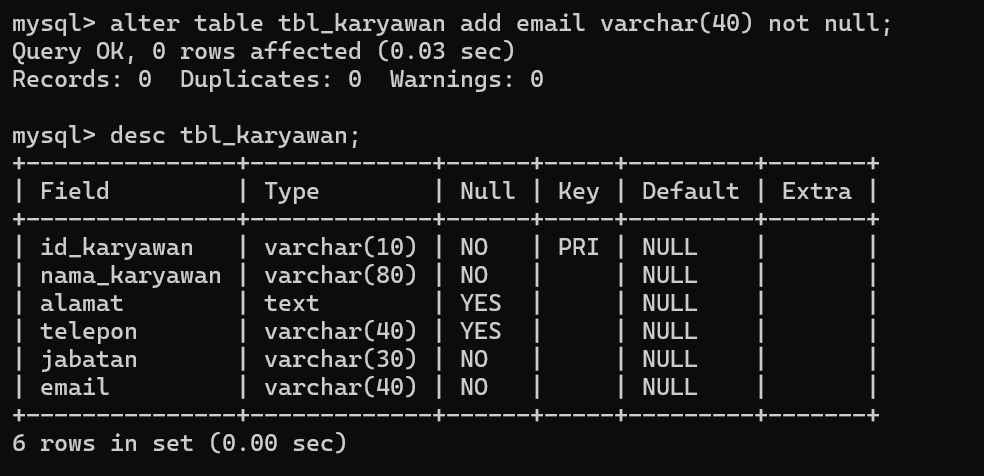 mysql> alter table tbl_karyawan add email varchar(40) not null;
Query OK, 0 rows affected (0.03 sec)
Records: 0  Duplicates: 0  Warnings: 0

mysql> desc tbl_karyawan;
+---------------+-------------+------+-----+---------+-------+
| Field         | Type        | Null | Key | Default | Extra |
+---------------+-------------+------+-----+---------+-------+
| id_karyawan   | varchar(10) | NO   | PRI | NULL    |       |
| nama_karyawan | varchar(80) | NO   |     | NULL    |       |
| alamat        | text        | YES  |     | NULL    |       |
| telepon       | varchar(40) | YES  |     | NULL    |       |
| jabatan       | varchar(30) | NO   |     | NULL    |       |
| email         | varchar(40) | NO   |     | NULL    |       |
+---------------+-------------+------+-----+---------+-------+
6 rows in set (0.00 sec)